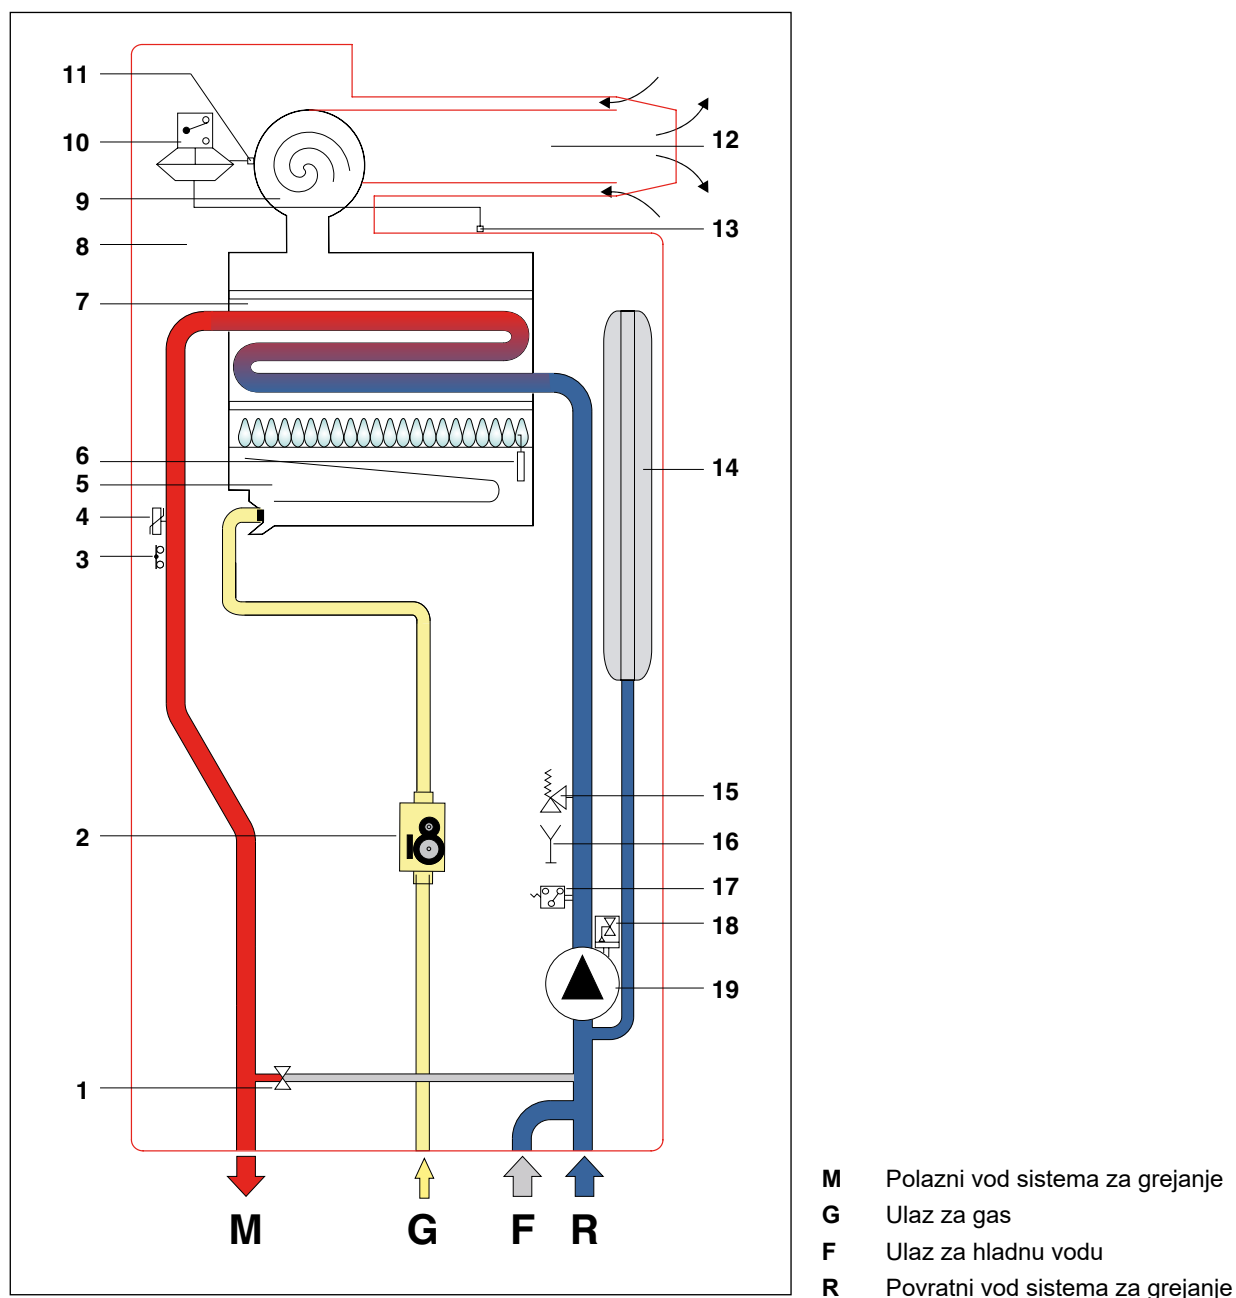 11
10
9
8
7
6
5
4
3
2
1
12
13
14
15
16
17
18
19
M
G
F
R
M Polazni vod sistema za grejanje
G Ulaz za gas
F Ulaz za hladnu vodu
R Povratni vod sistema za grejanje